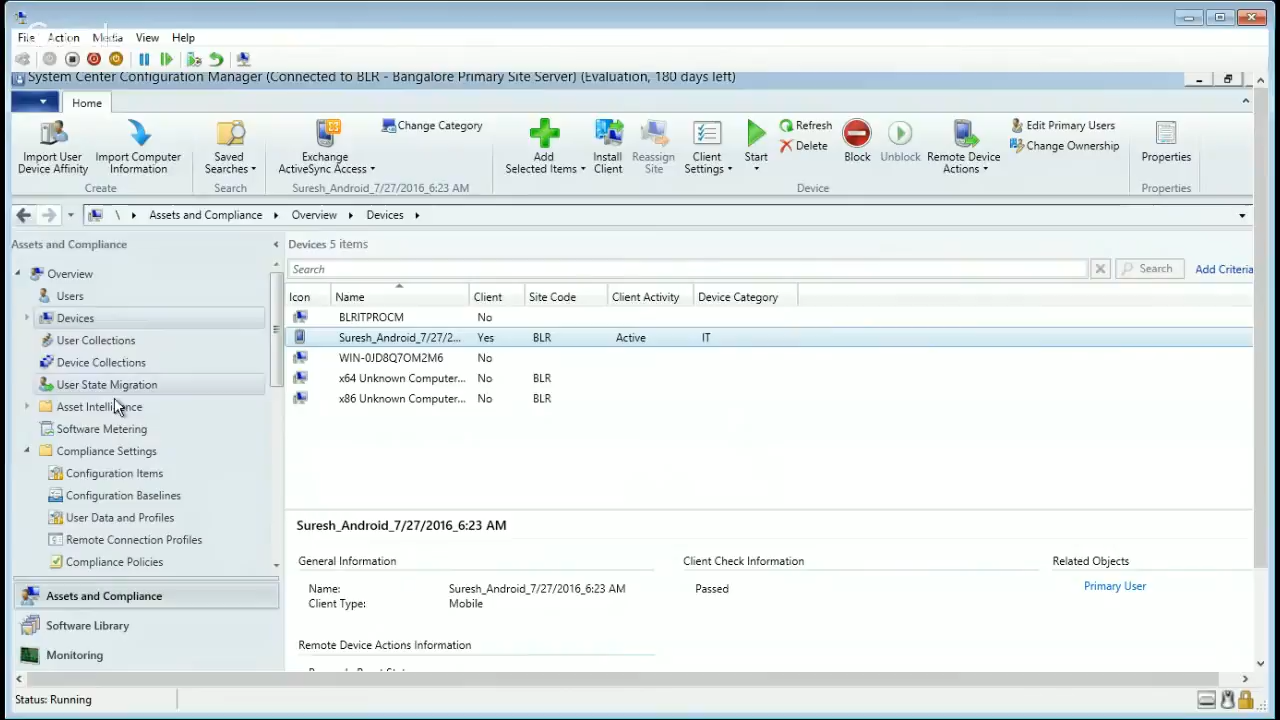 File Action Media View Help
System Center Configuration Manager (Connected to BLR - Bangalore Primary Site Server) (Evaluation, 180 days left)
Home
Import User Device Affinity
Import Computer Information
Create
Saved Searches
Search
Exchange ActiveSync Access
Change Category
Suresh_Android_7/27/2016_6:23 AM
Add Selected Items
Install Client
Reassign Site
Client Settings
Start
Refresh
Delete
Block
Unblock
Remote Device Actions
Edit Primary Users
Change Ownership
Device
Properties
Properties
\ Assets and Compliance Overview Devices
Assets and Compliance
Overview
Users
Devices
User Collections
Device Collections
User State Migration
Asset Intelligence
Software Metering
Compliance Settings
Configuration Items
Configuration Baselines
User Data and Profiles
Remote Connection Profiles
Compliance Policies
Assets and Compliance
Software Library
Monitoring
Devices 5 items
Search
Search
Add Criteria
Icon Name Client Site Code Client Activity Device Category
BLRITPROCM No
Suresh_Android_7/27/2... Yes BLR Active IT
WIN-0JD8Q7OM2M6 No
x64 Unknown Computer... No BLR
x86 Unknown Computer... No BLR
Suresh_Android_7/27/2016_6:23 AM
General Information
Name: Suresh_Android_7/27/2016_6:23 AM
Client Type: Mobile
Remote Device Actions Information
Client Check Information
Passed
Related Objects
Primary User
Status: Running